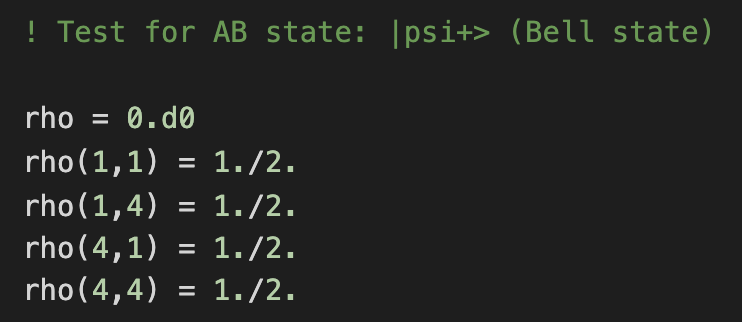 ! Test for AB state: |psi+> (Bell state)
rho = 0.d0
rho(1,1) = 1./2.
rho(1,4) = 1./2.
rho(4,1) = 1./2.
rho(4,4) = 1./2.